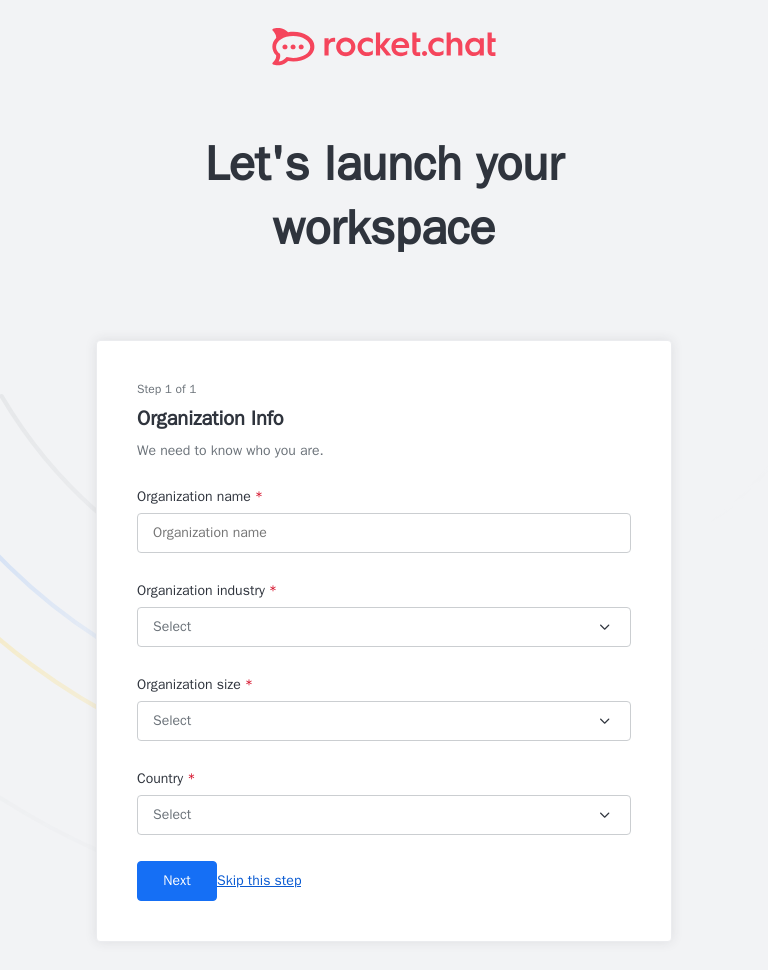 rocket.chat
Let's launch your
workspace
Step 1 of 1
Organization Info
We need to know who you are.
Organization name *
Organization name
Organization industry *
Select
Organization size *
Select
Country *
Select
Next Skip this step